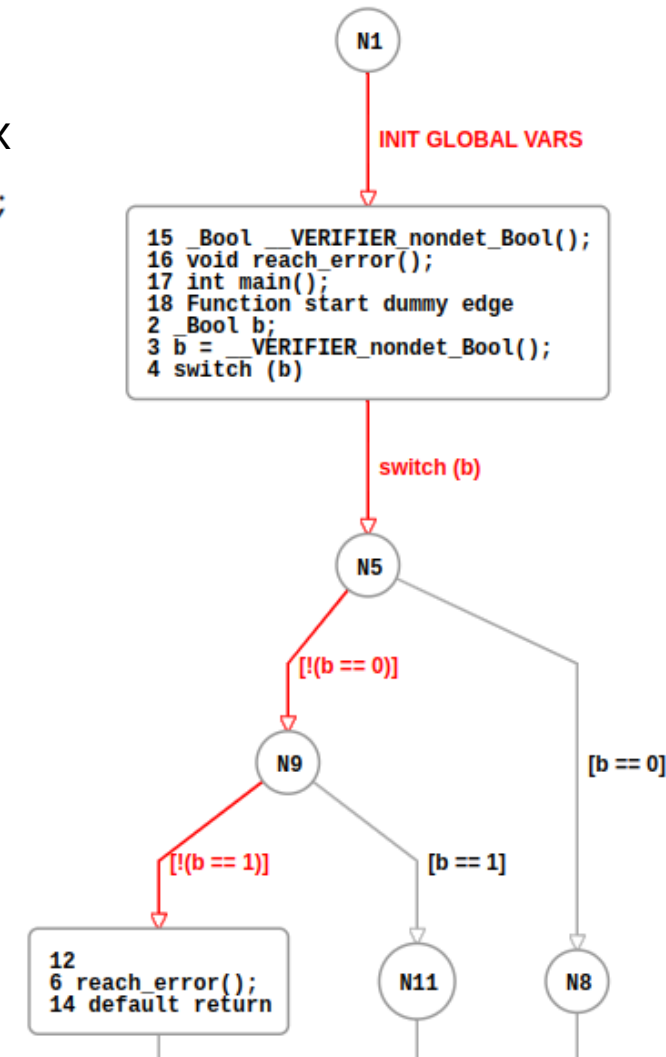 N1
x
INIT GLOBAL VARS
;
15 _Bool __VERIFIER_nondet_Bool();
16 void reach_error();
17 int main();
18 Function start dummy edge
2 _Bool b;
3 b = __VERIFIER_nondet_Bool();
4 switch (b)
switch (b)
N5
[!(b == 0)]
N9
[b == 0]
[!(b == 1)]
[b == 1]
12
6 reach_error();
14 default return
N11
N8